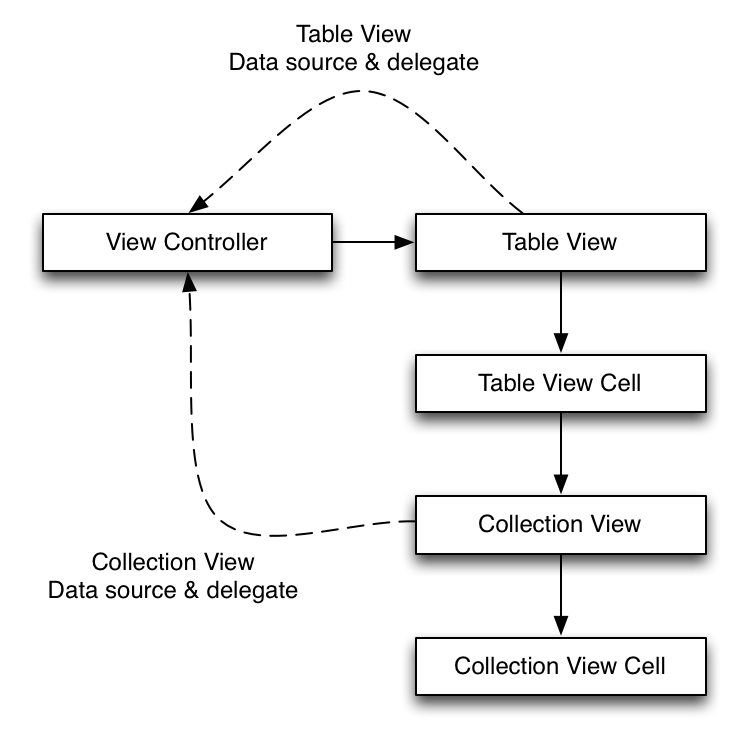 Table View
Data source & delegate
View Controller
Table View
Table View Cell
Collection View
Collection View
Data source & delegate
Collection View Cell